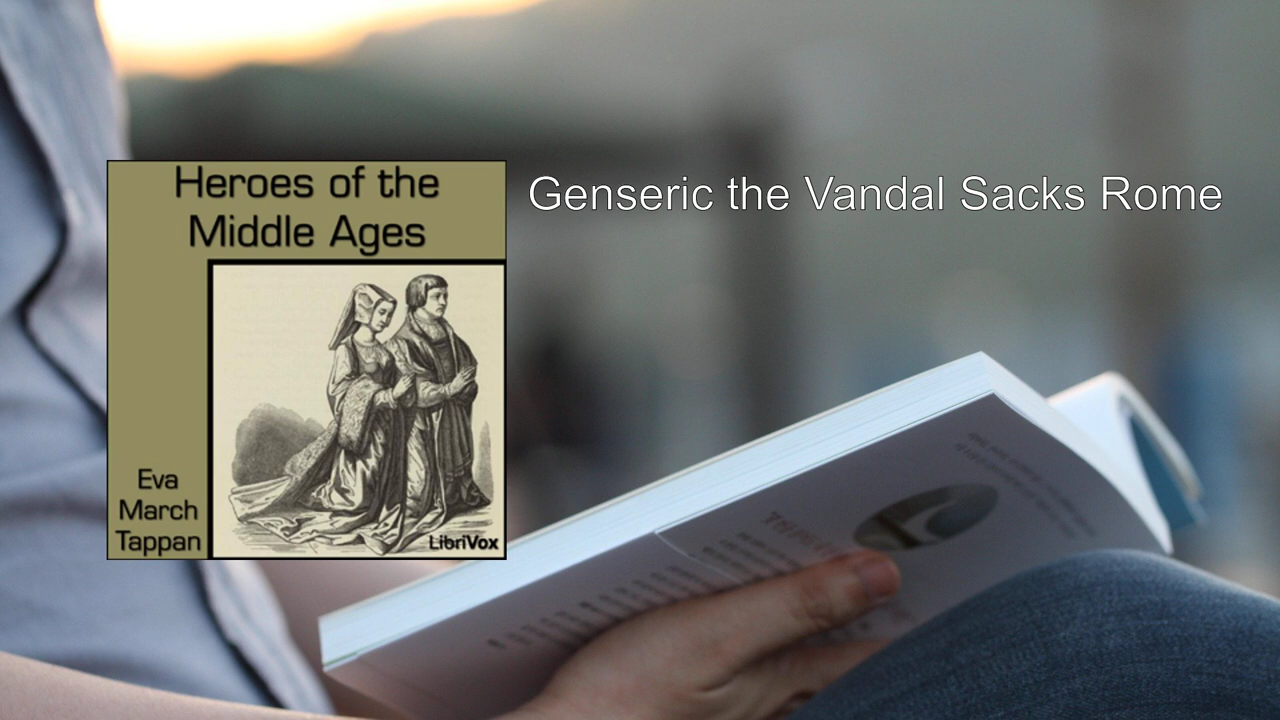 Heroes of the
Middle Ages
Eva
March
Tappan
LibriVox
Genseric the Vandal Sacks Rome